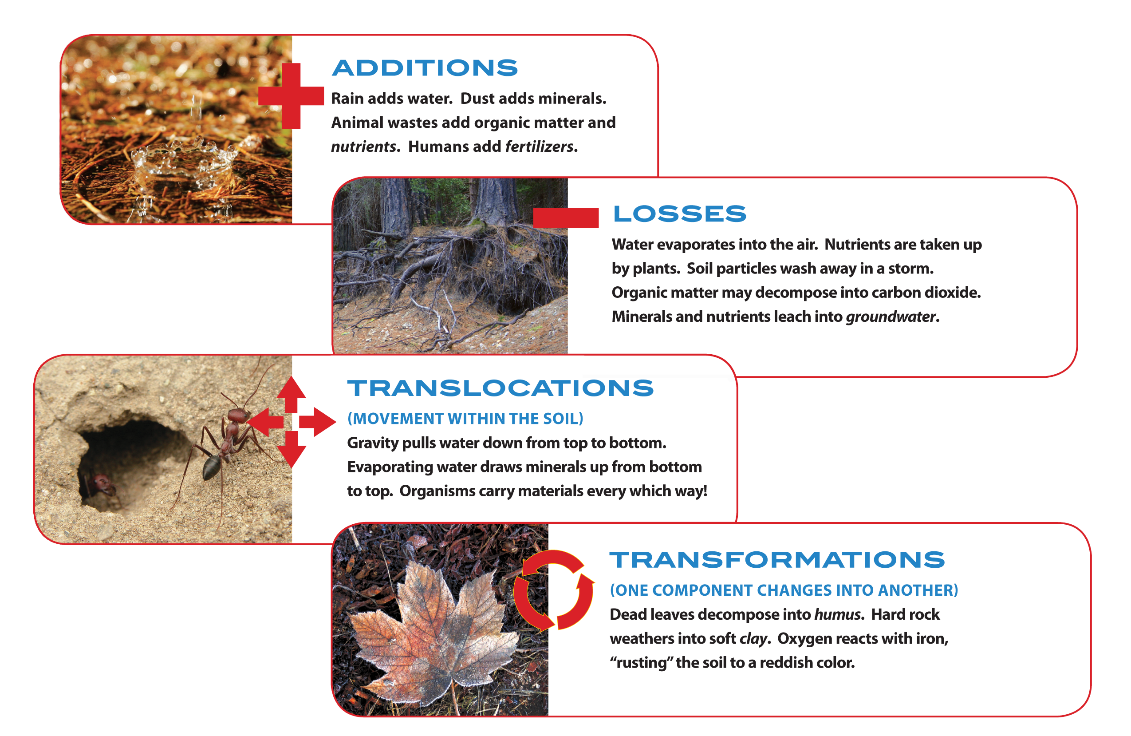 ADDITIONS
Rain adds water. Dust adds minerals.
Animal wastes add organic matter and
nutrients. Humans add fertilizers.
LOSSES
Water evaporates into the air. Nutrients are taken up
by plants. Soil particles wash away in a storm.
Organic matter may decompose into carbon dioxide.
Minerals and nutrients leach into groundwater.
TRANSLOCATIONS
(MOVEMENT WITHIN THE SOIL)
Gravity pulls water down from top to bottom.
Evaporating water draws minerals up from bottom
to top. Organisms carry materials every which way!
TRANSFORMATIONS
(ONE COMPONENT CHANGES INTO ANOTHER)
Dead leaves decompose into humus. Hard rock
weathers into soft clay. Oxygen reacts with iron,
“rusting” the soil to a reddish color.